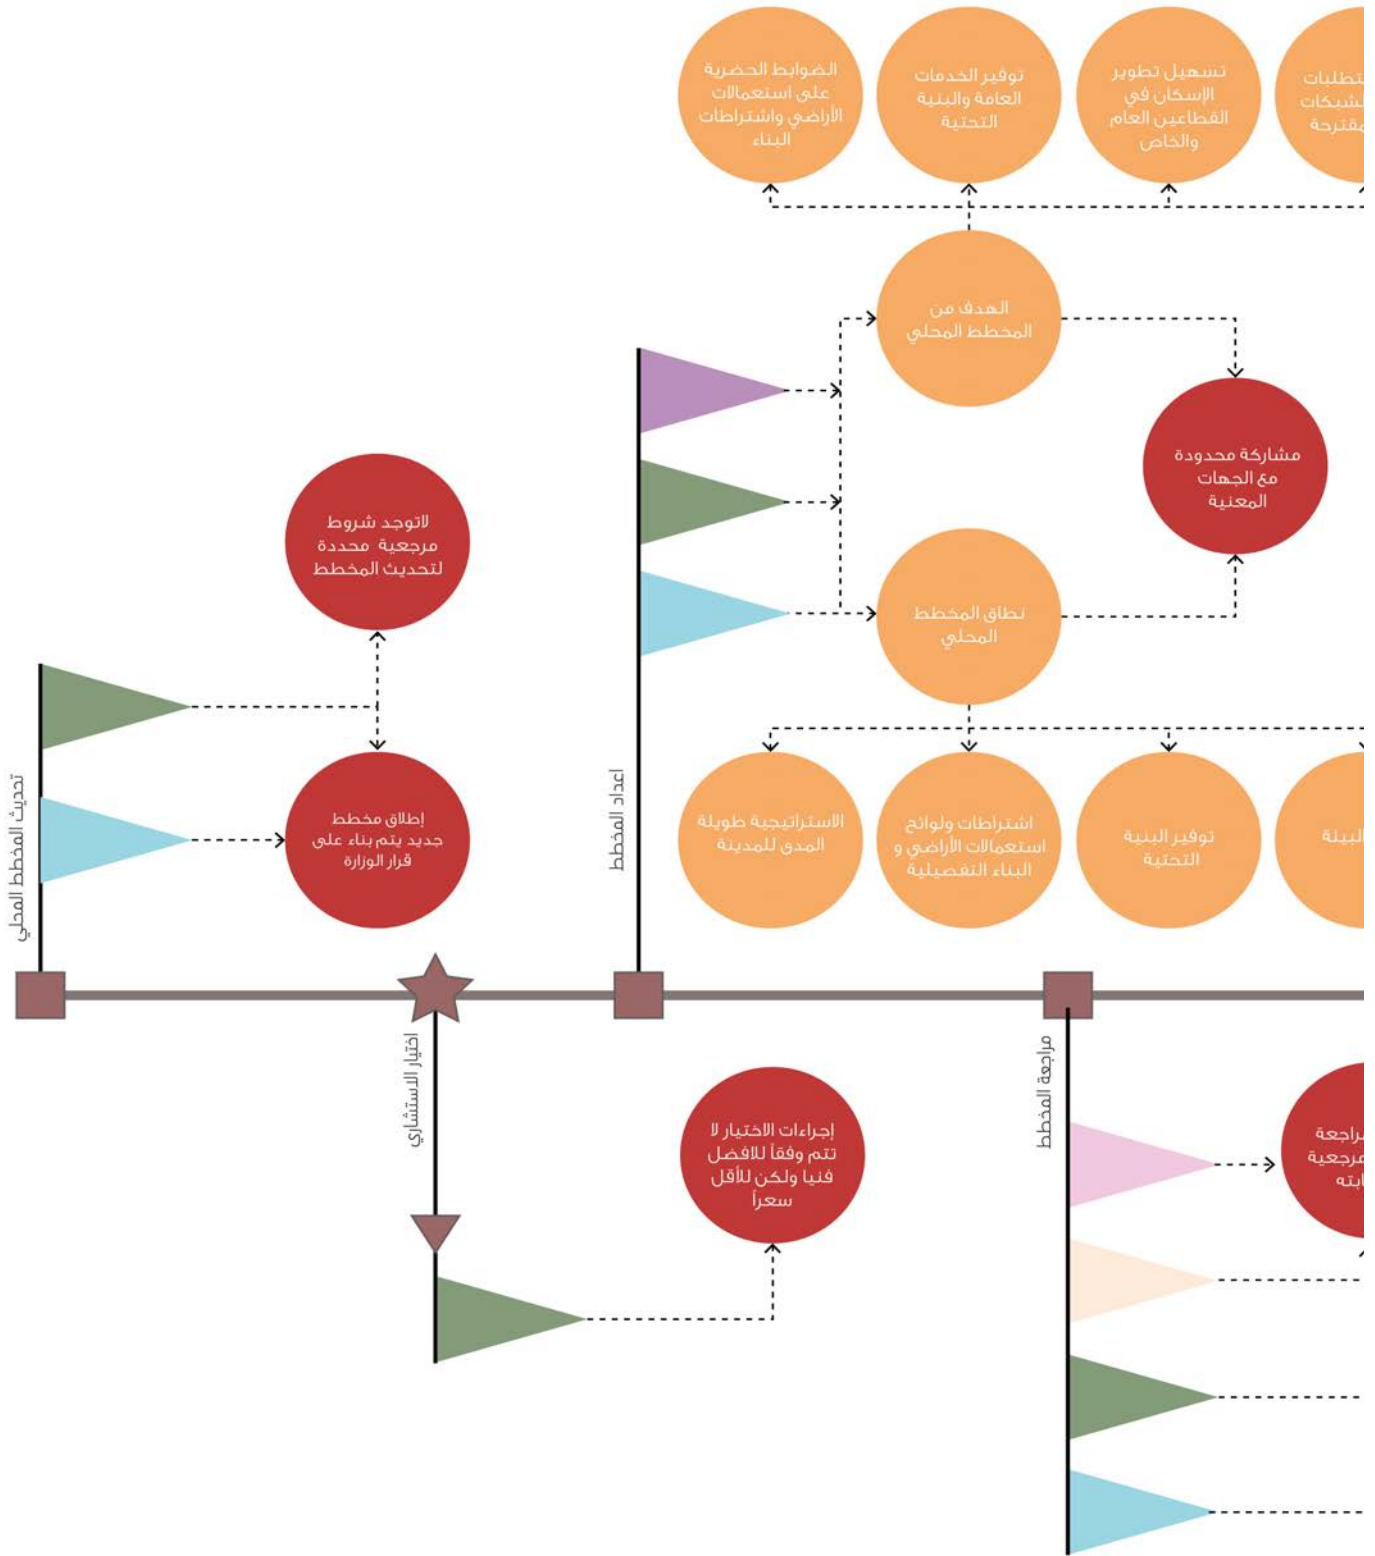 الضوابط الحضرية
على استعمالات
الأراضي واشتراطات
البناء
توفير الخدمات
العامة والبنية
التحتية
تسهيل تطوير
الإسكان في
القطاعين العام
والخاص
الهدف من
المخطط المحلي
مشاركة محدودة
مع الجهات
المعنية
لاتوجد شروط
مرجعية محددة
لتحديث المخطط
نطاق المخطط
المحلي
إطلاق مخطط
جديد يتم بناء على
قرار الوزارة
الاستراتيجية طويلة
المدى للمدينة
اشتراطات ولوائح
استعمالات الأراضي و
البناء التفصيلية
توفير البنية
التحتية
البيئة
تحديث المخطط المحلي
اعداد المخطط
اختيار الاستشاري
مراجعة المخطط
إجراءات الاختيار لا
تتم وفقاً للافضل
فنيا ولكن للأقل
سعراً